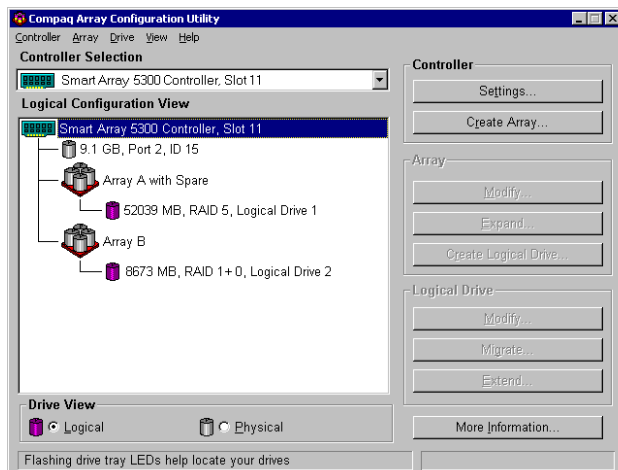 Compaq Array Configuration Utility
Controller Array Drive View Help
Controller Selection
Smart Array 5300 Controller, Slot 11
Logical Configuration View
Smart Array 5300 Controller, Slot 11
9.1 GB, Port 2, ID 15
Array A with Spare
52039 MB, RAID 5, Logical Drive 1
Array B
8673 MB, RAID 1+0, Logical Drive 2
Drive View
Logical
Physical
Controller
Settings...
Create Array...
Array
Modify...
Expand...
Create Logical Drive...
Logical Drive
Modify...
Migrate...
Extend...
More Information...
Flashing drive tray LEDs help locate your drives